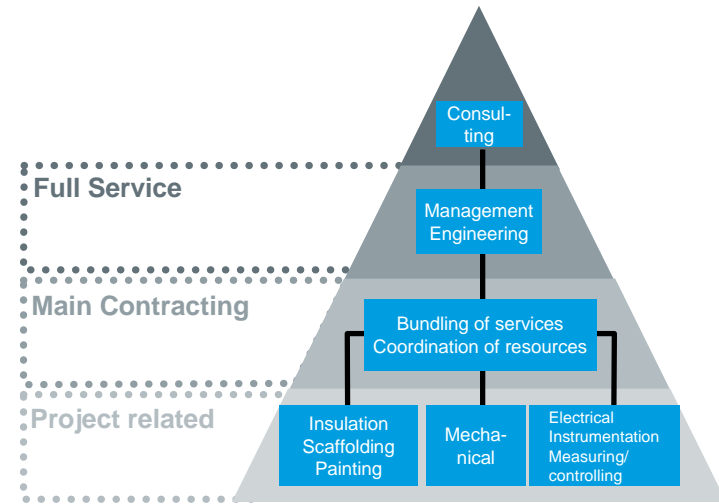 Consul-
ting
Full Service
Management
Engineering
Main Contracting
Bundling of services
Coordination of resources
Project related
Insulation
Scaffolding
Painting
Mecha-
nical
Electrical
Instrumentation
Measuring/
controlling